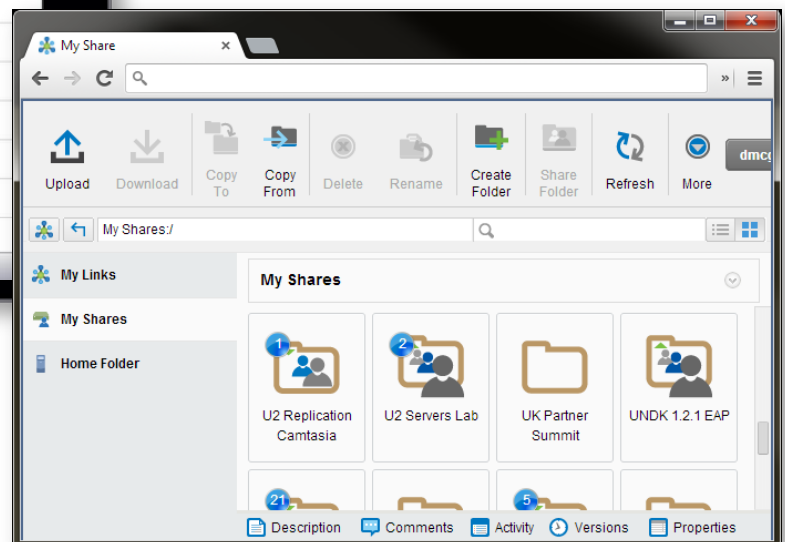 My Share
Upload
Download
Copy To
Copy From
Delete
Rename
Create Folder
Share Folder
Refresh
More
My Shares:/
My Links
My Shares
Home Folder
My Shares
1
U2 Replication Camtasia
2
U2 Servers Lab
UK Partner Summit
UNDK 1.2.1 EAP
21
5
Description
Comments
Activity
Versions
Properties